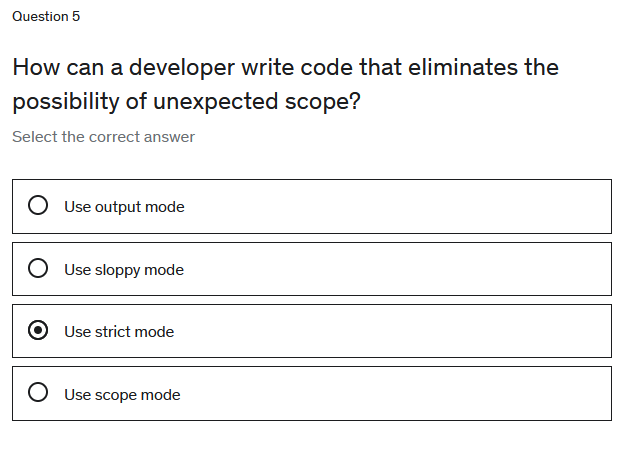 Question 5
How can a developer write code that eliminates the
possibility of unexpected scope?
Select the correct answer
Use output mode
Use sloppy mode
Use strict mode
Use scope mode